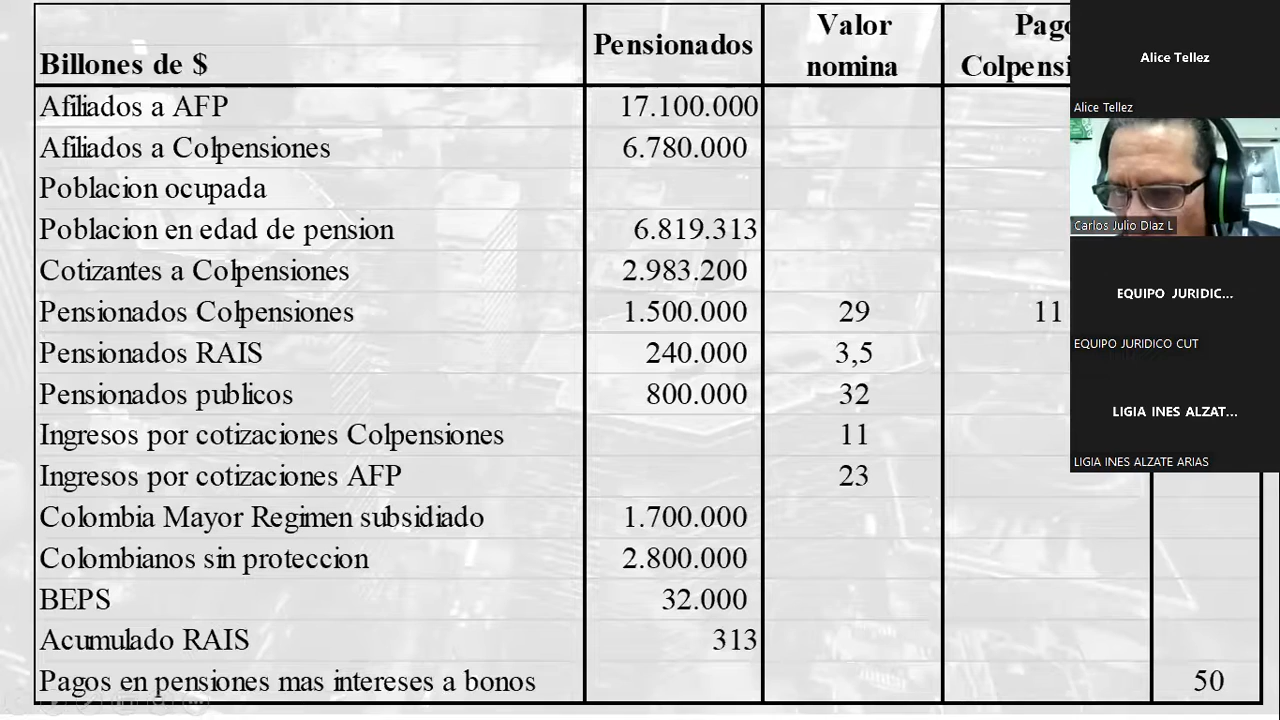 Billones de $ Pensionados Valor nomina Pago
Afiliados a AFP 17.100.000
Afiliados a Colpensiones 6.780.000
Poblacion ocupada
Poblacion en edad de pensión 6.819.313
Cotizantes a Colpensiones 2.983.200
Pensionados Colpensiones 1.500.000 29 11
Pensionados RAIS 240.000 3,5
Pensionados publicos 800.000 32
Ingresos por cotizaciones Colpensiones 11
Ingresos por cotizaciones AFP 23
Colombia Mayor Regimen subsidiado 1.700.000
Colombianos sin proteccion 2.800.000
BEPS 32.000
Acumulado RAIS 313
Pagos en pensiones mas intereses a bonos 50
Alice Tellez
Alice Tellez
Carlos Julio DIaz L
EQUIPO JURIDIC...
EQUIPO JURIDICO CUT
LIGIA INES ALZAT...
LIGIA INES ALZATE ARIAS